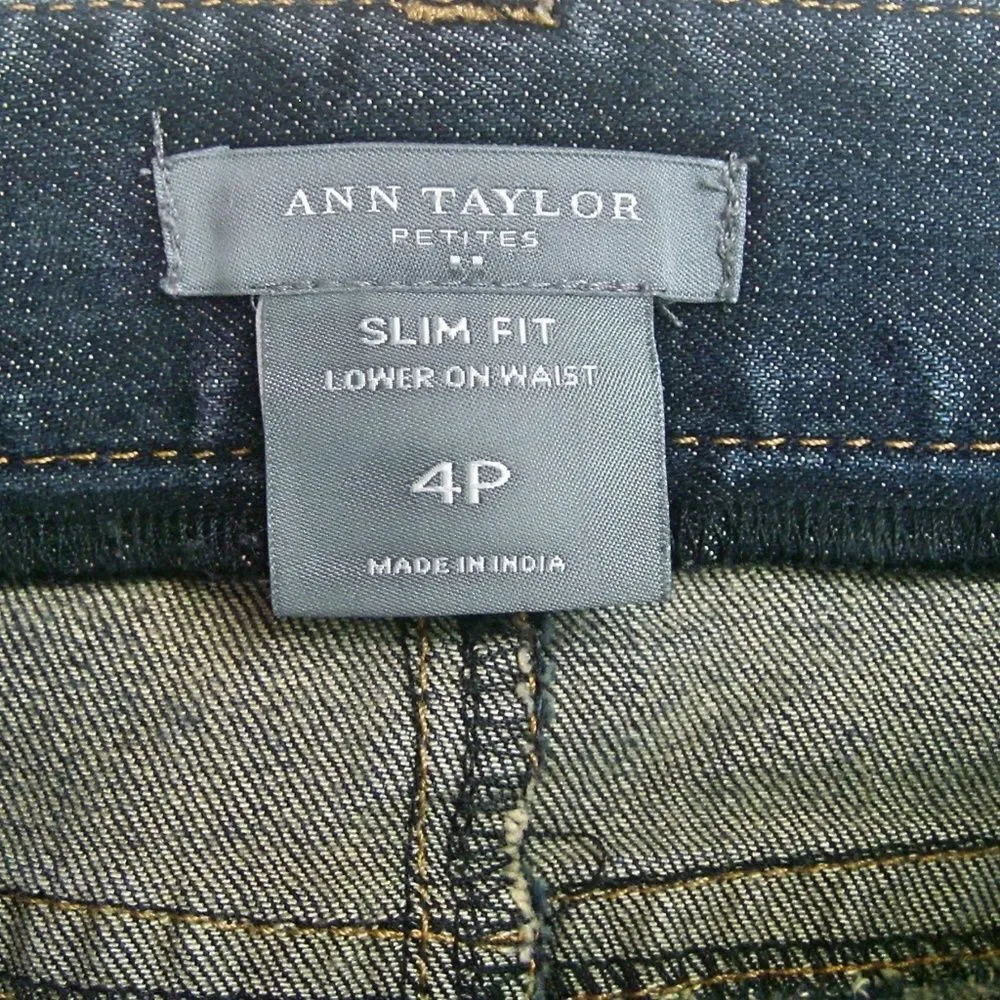 ANN TAYLOR
PETITES
SLIM FIT
LOWER ON WAIST
4P
MADE IN INDIA